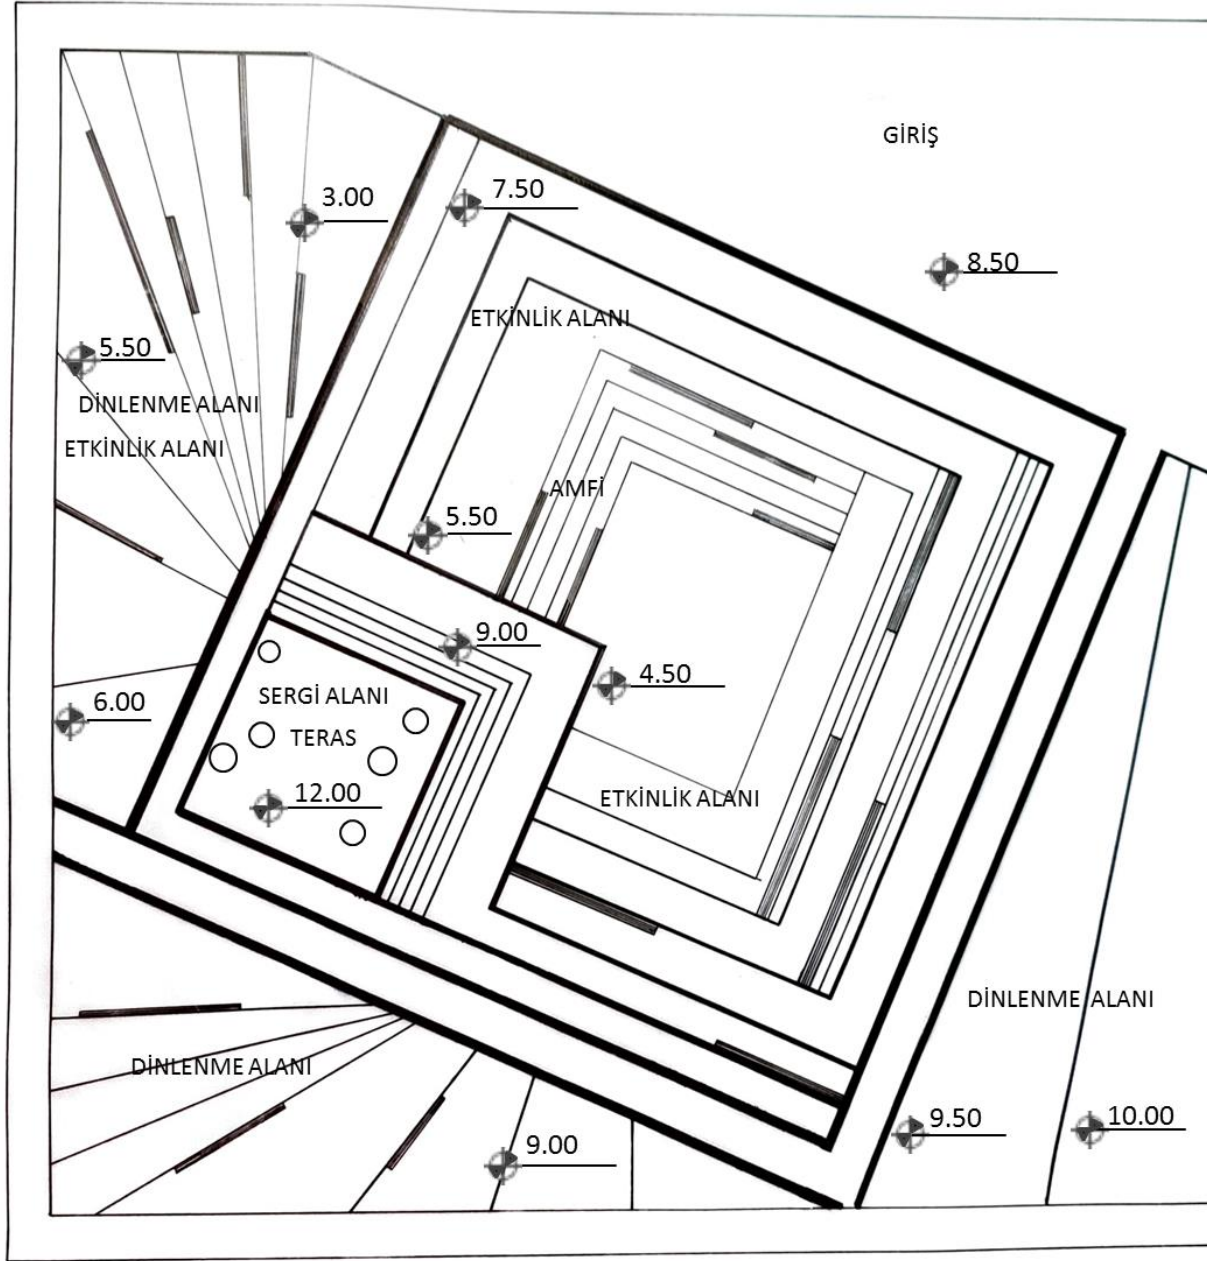 GİRİŞ
3.00
7.50
8.50
ETKİNLİK ALANI
5.50
DİNLENME ALANI
ETKİNLİK ALANI
AMFİ
5.50
9.00
4.50
SERGİ ALANI
TERAS
6.00
12.00
ETKİNLİK ALANI
DİNLENME ALANI
DİNLENME ALANI
9.50
10.00
9.00